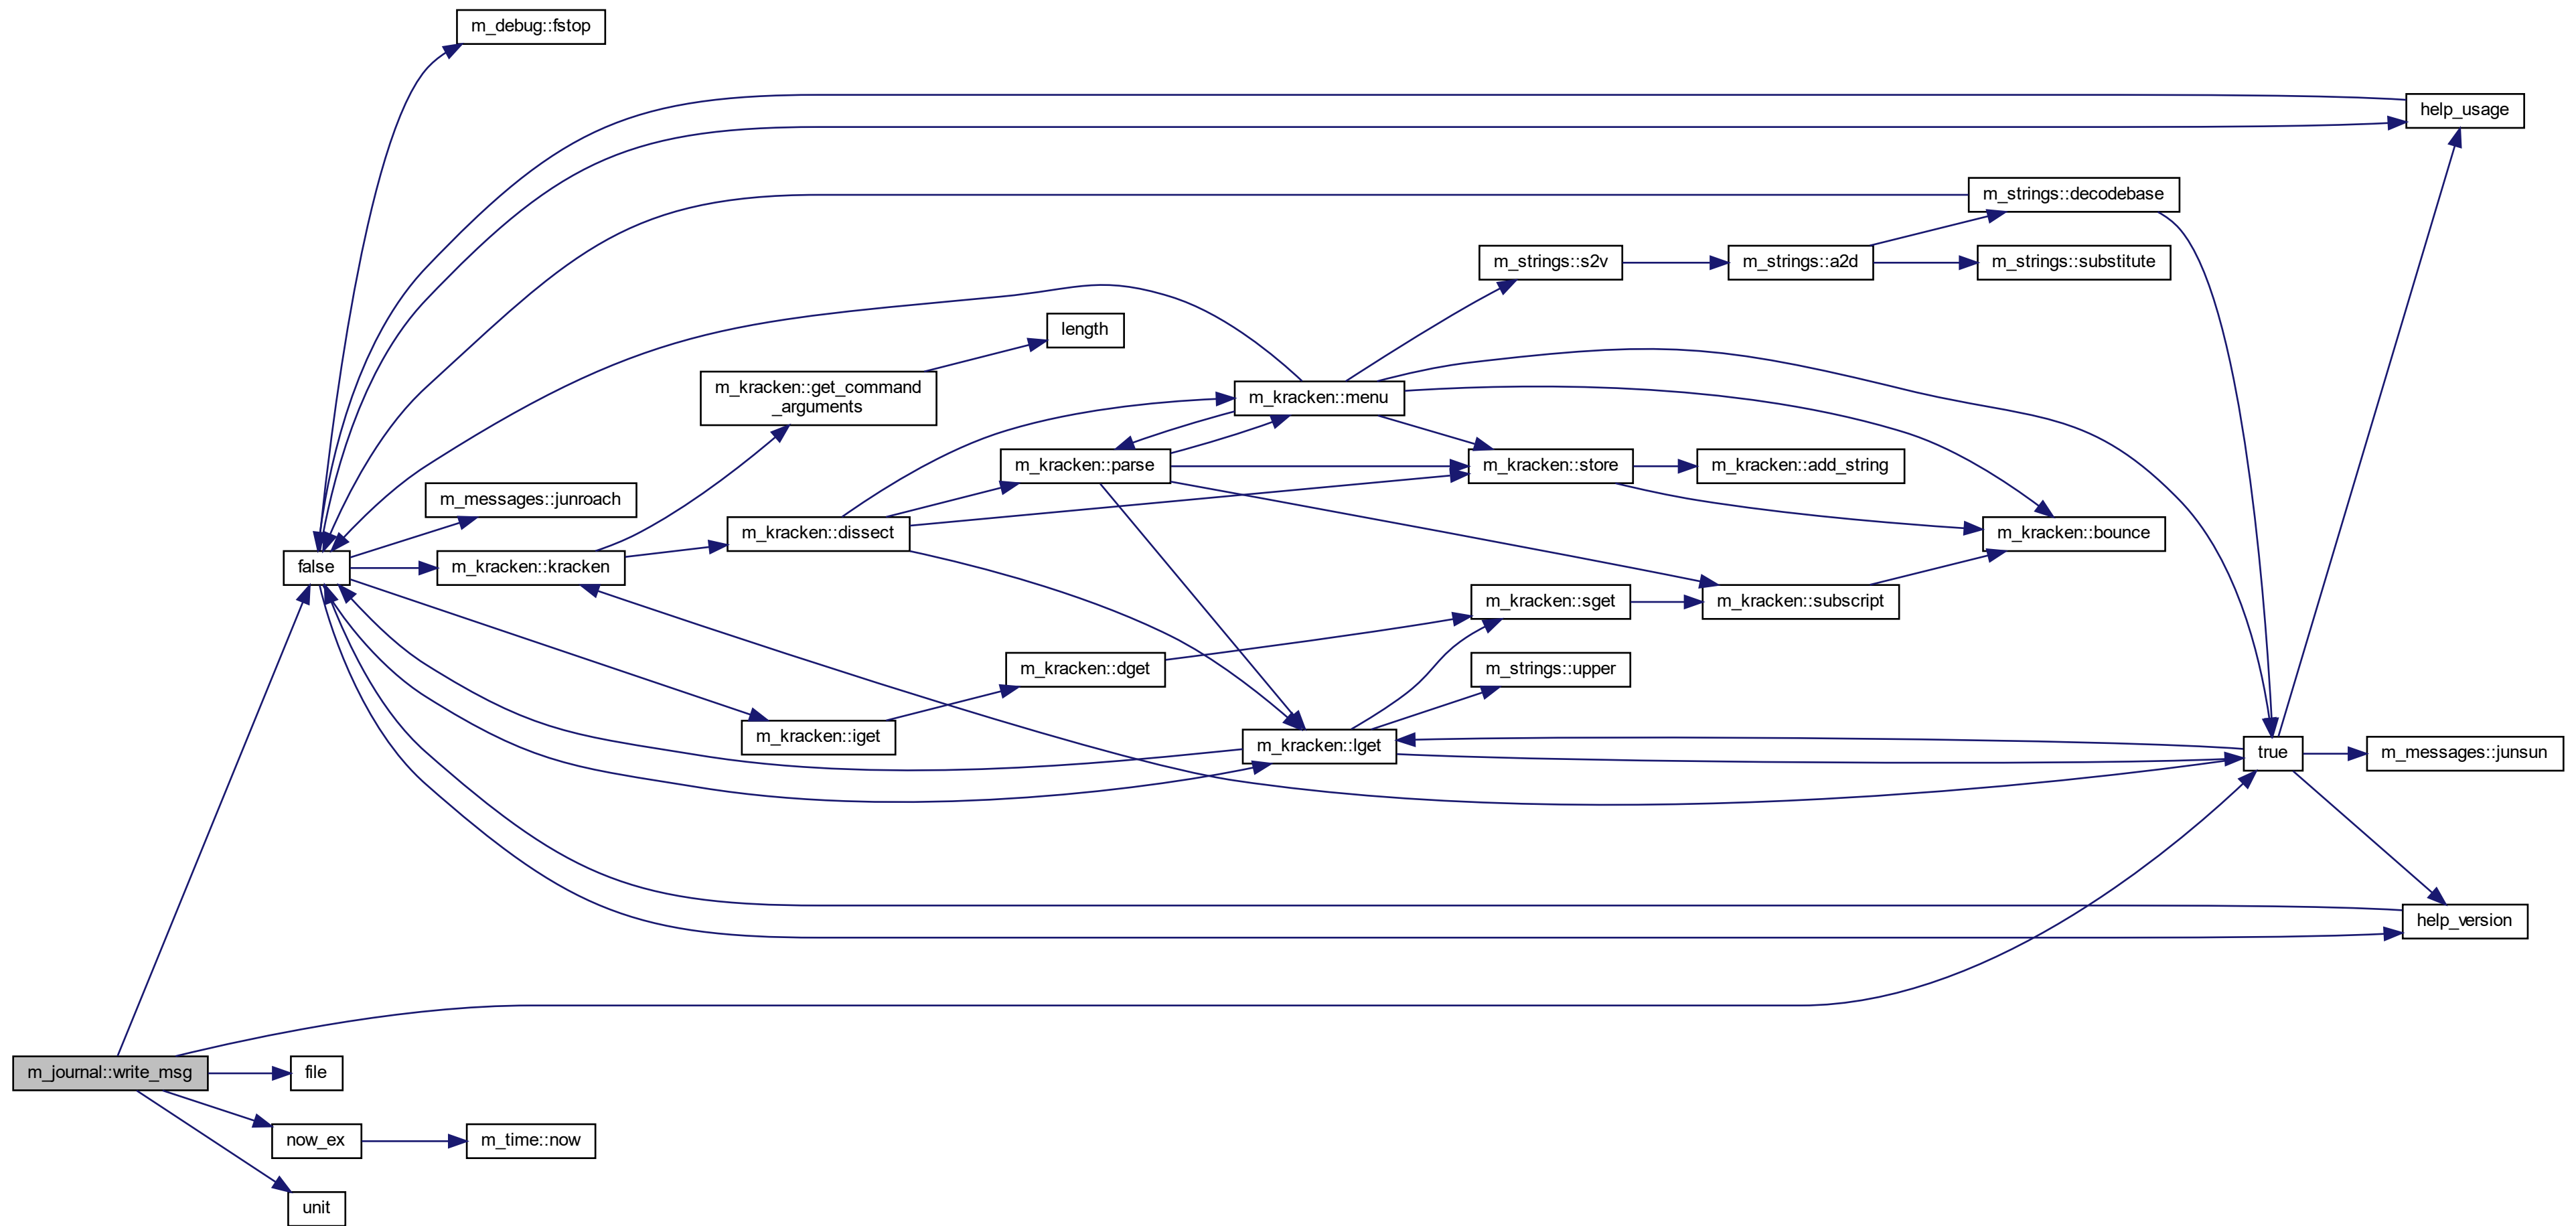 m_debug::fstop
help_usage
m_strings::decodebase
m_strings::s2v
m_strings::a2d
m_strings::substitute
length
m_kracken::get_command
_arguments
m_kracken::menu
m_kracken::parse
m_kracken::store
m_kracken::add_string
m_messages::junroach
m_kracken::dissect
m_kracken::bounce
false
m_kracken::kracken
m_kracken::sget
m_kracken::subscript
m_kracken::dget
m_strings::upper
m_kracken::iget
m_kracken::lget
true
m_messages::junsun
help_version
m_journal::write_msg
file
now_ex
m_time::now
unit